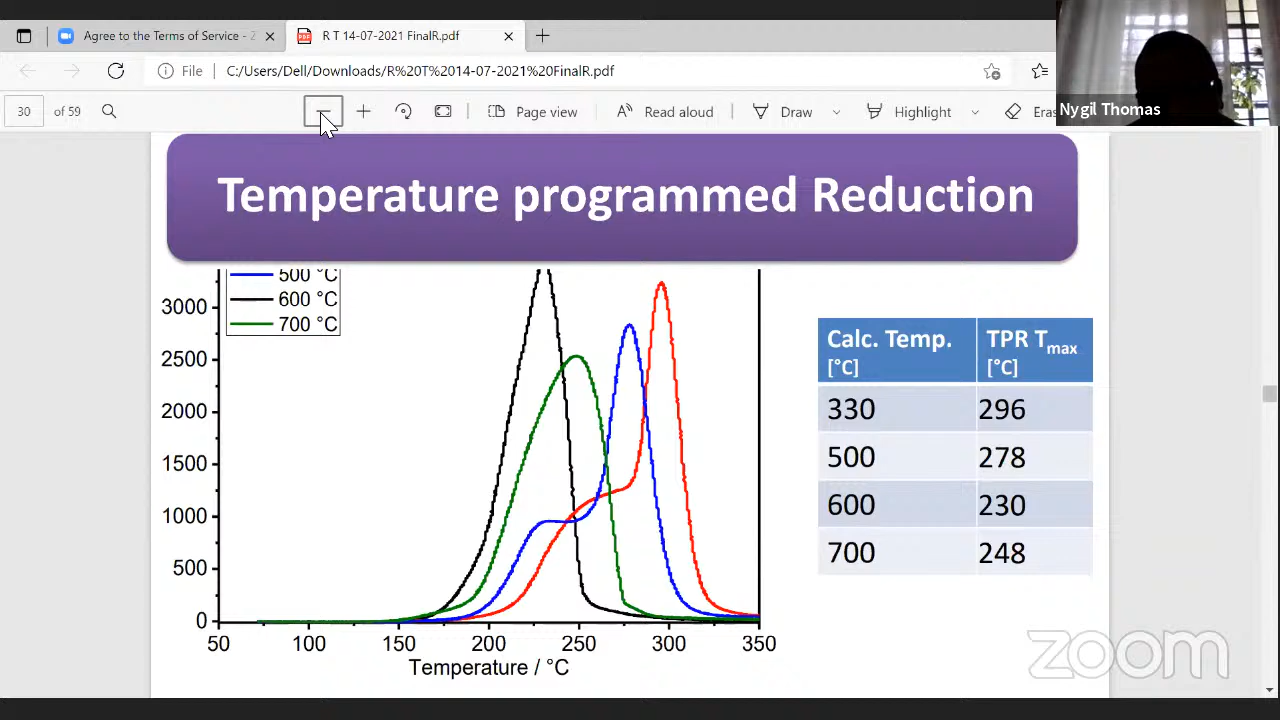 Agree to the Terms of Service - Z
R T 14-07-2021 FinalR.pdf
File
C:/Users/Dell/Downloads/R%20T%2014-07-2021%20FinalR.pdf
30 of 59
Page view
Read aloud
Draw
Highlight
Eras
Nygil Thomas
Temperature programmed Reduction
500 °C
600 °C
700 °C
3000
2500
2000
1500
1000
500
0
50 100 150 200 250 300 350
Temperature / °C
Calc. Temp. [°C] TPR Tmax [°C]
330 296
500 278
600 230
700 248
zoom